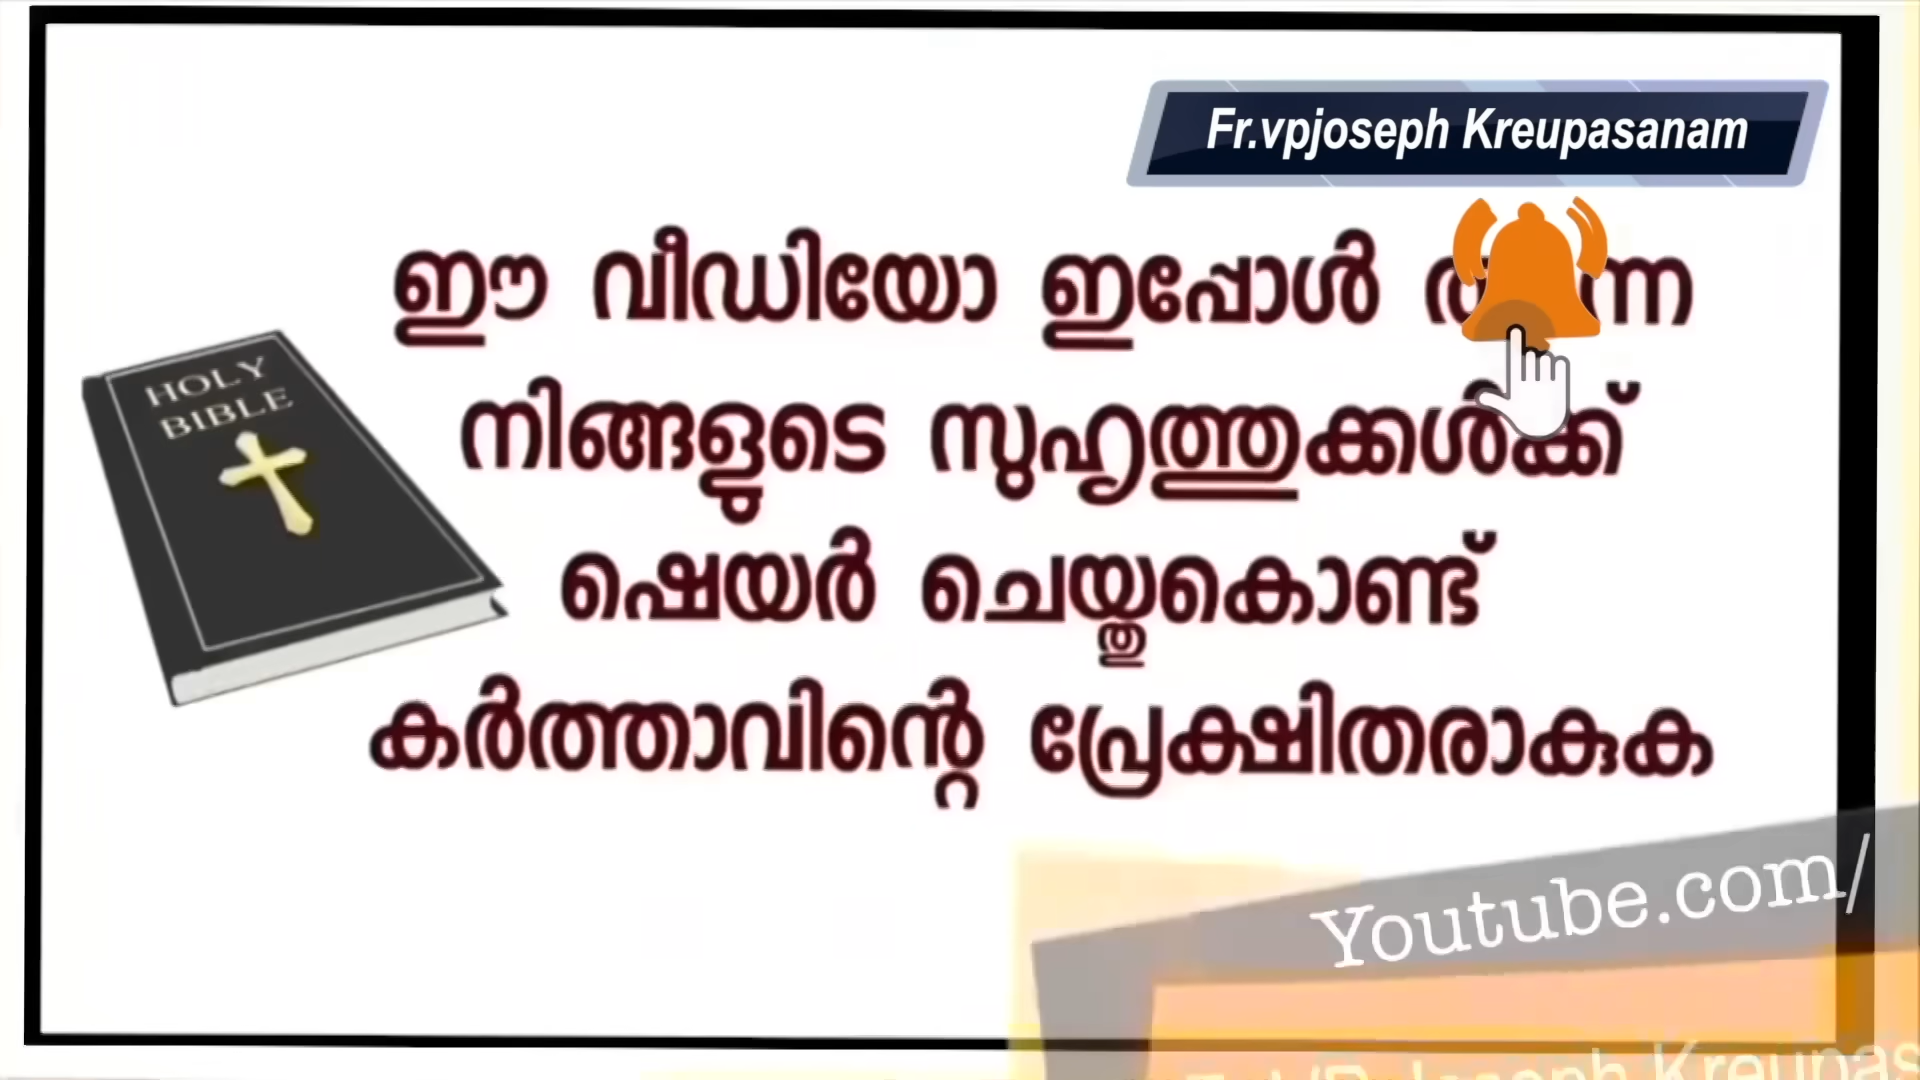 Fr.vpjoseph Kreupasanam
ഈ വീഡിയോ ഇപ്പോൾ
നിങ്ങളുടെ സുഹൃത്തുക്കൾക്ക്
ഷെയർ ചെയ്തുകൊണ്ട്
കർത്താവിന്റെ പ്രേക്ഷിതരാകുക
HOLY
BIBLE
Youtube.com/